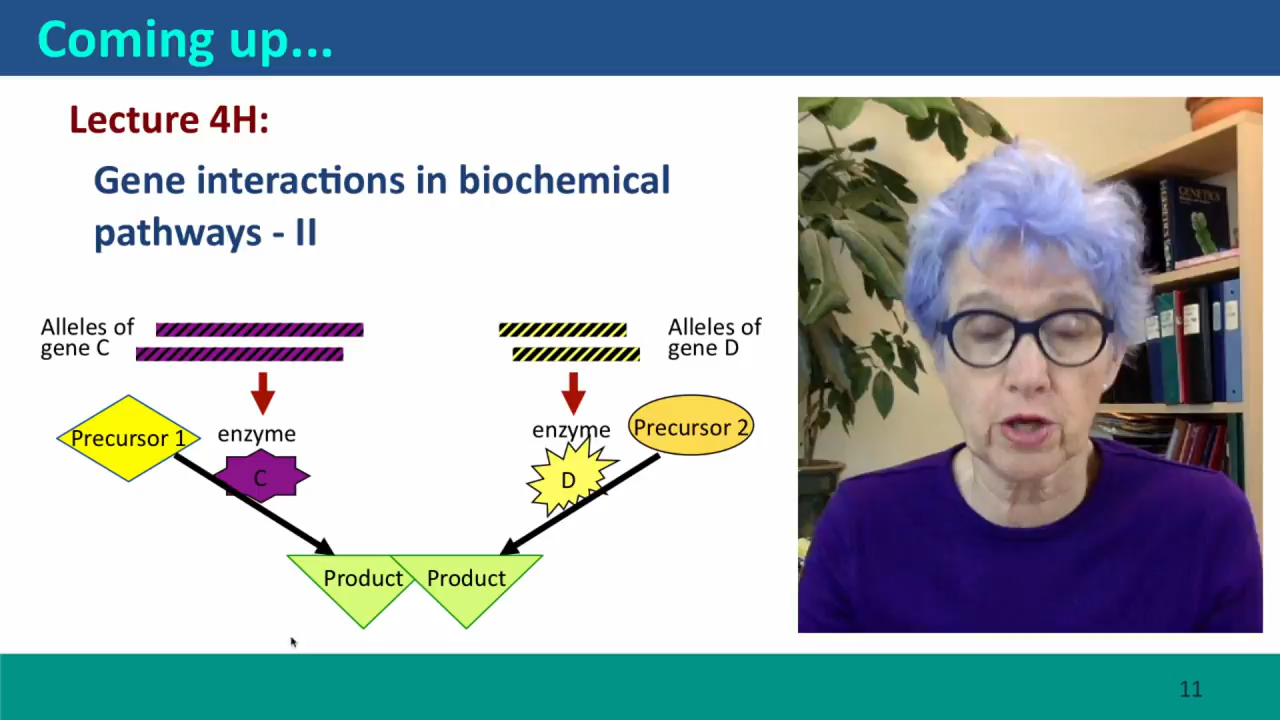 Coming up...
Lecture 4H:
Gene interactions in biochemical
pathways - II
Alleles of
gene C
Alleles of
gene D
Precursor 1
enzyme
C
enzyme
D
Precursor 2
Product
Product
GENETICS
11